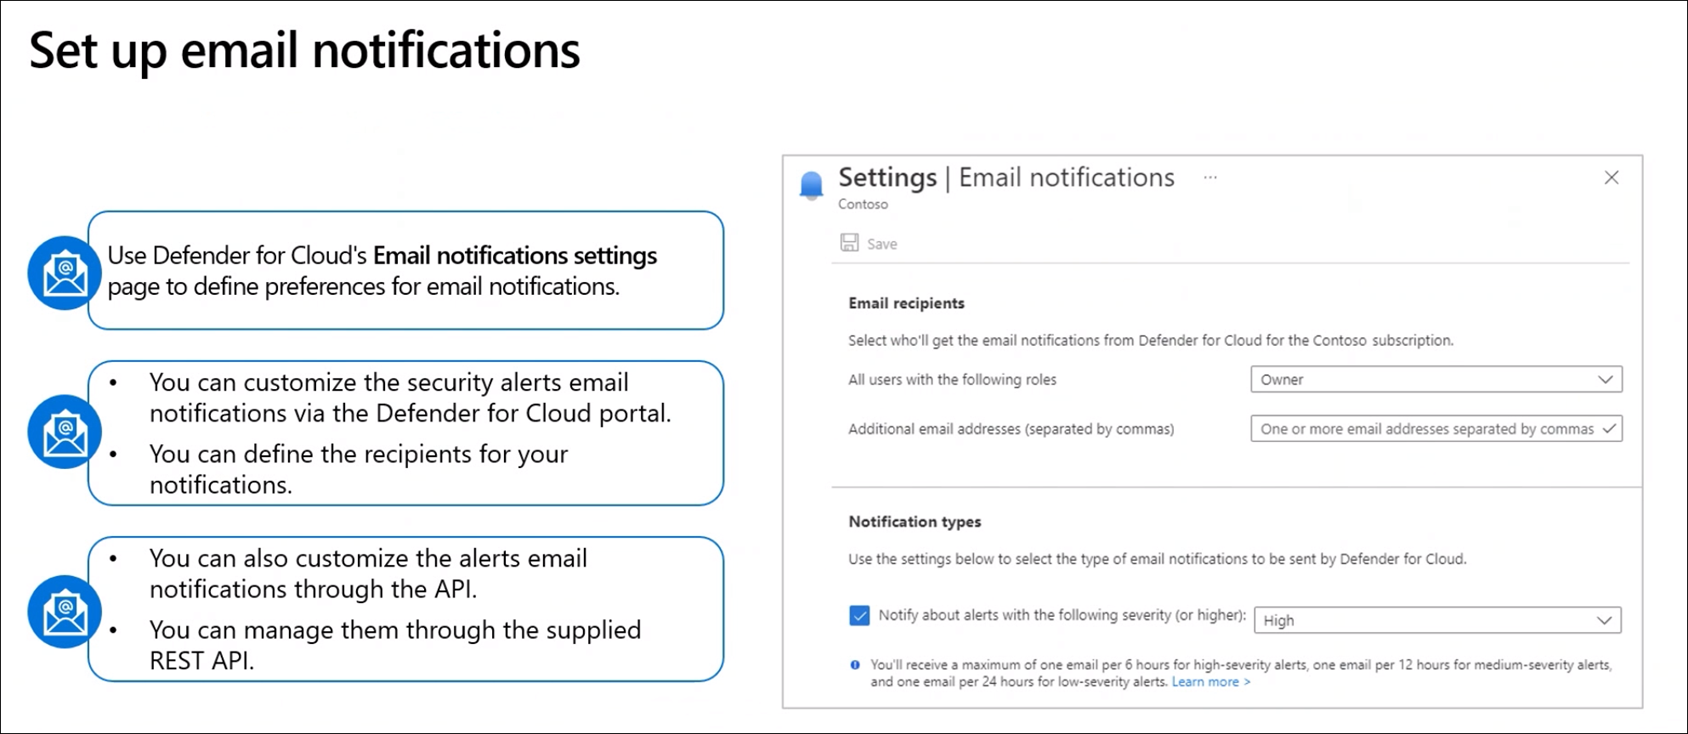 Set up email notifications
Use Defender for Cloud's Email notifications settings
page to define preferences for email notifications.
• You can customize the security alerts email
notifications via the Defender for Cloud portal.
• You can define the recipients for your
notifications.
• You can also customize the alerts email
notifications through the API.
• You can manage them through the supplied
REST API.
Settings | Email notifications ...
Contoso
Save
Email recipients
Select who'll get the email notifications from Defender for Cloud for the Contoso subscription.
All users with the following roles Owner
Additional email addresses (separated by commas) One or more email addresses separated by commas
Notification types
Use the settings below to select the type of email notifications to be sent by Defender for Cloud.
Notify about alerts with the following severity (or higher): High
You'll receive a maximum of one email per 6 hours for high-severity alerts, one email per 12 hours for medium-severity alerts,
and one email per 24 hours for low-severity alerts. Learn more >